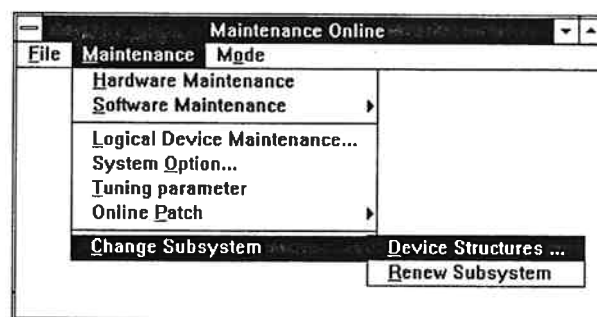 Maintenance Online
File Maintenance Mode
Hardware Maintenance
Software Maintenance
Logical Device Maintenance...
System Option...
Tuning parameter
Online Patch
Change Subsystem
Device Structures ...
Renew Subsystem